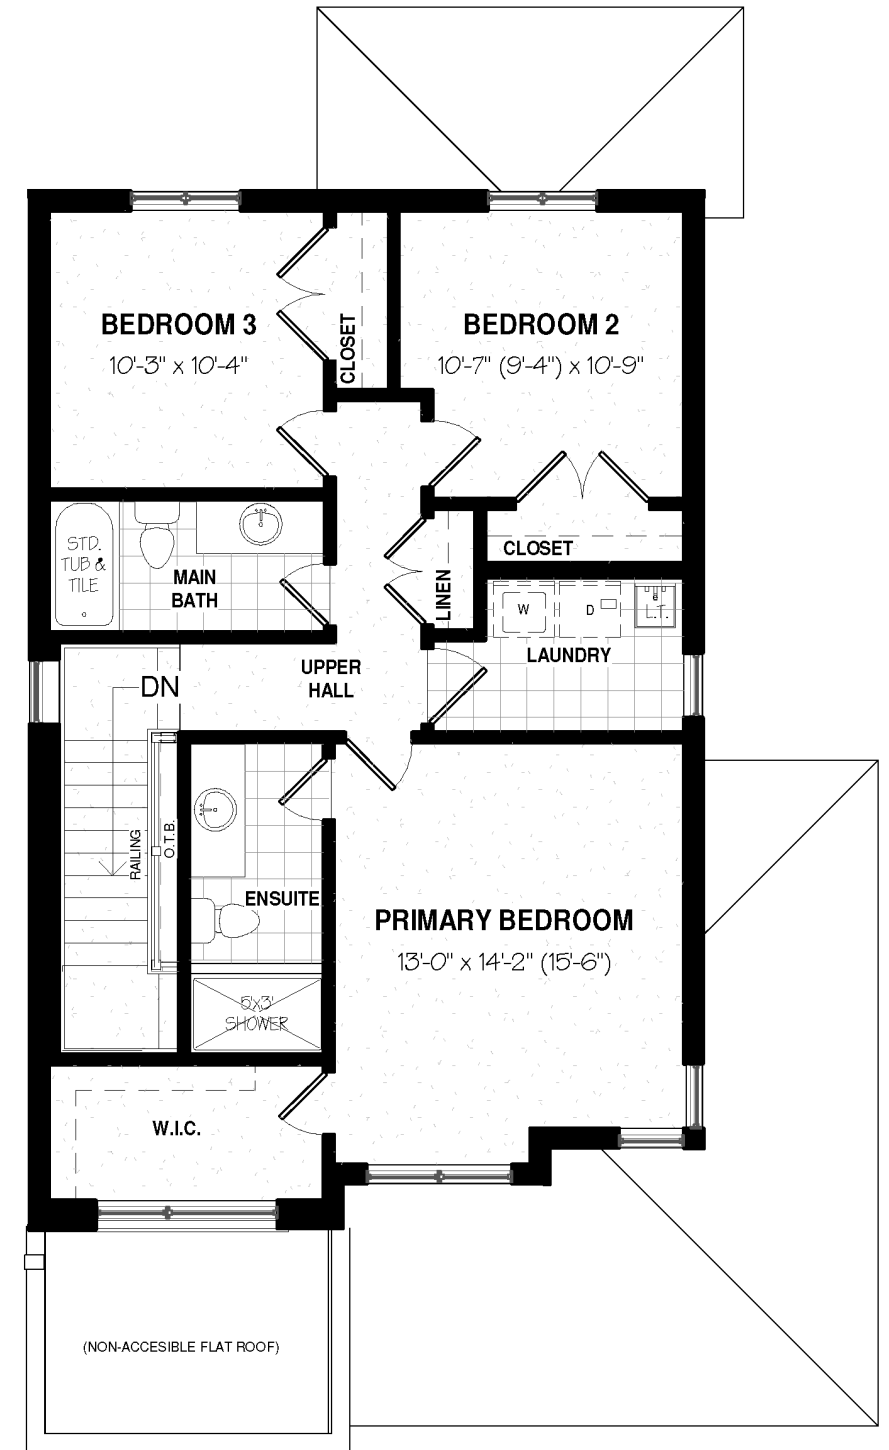 BEDROOM 3
10'-3" x 10'-4"
CLOSET
BEDROOM 2
10'-7" (9'-4") x 10'-9"
CLOSET
STD.
TUB &
TILE
MAIN
BATH
LINEN
W
D
L.T.
LAUNDRY
UPPER
HALL
DN
RAILING
O.T.B.
ENSUITE
PRIMARY BEDROOM
13'-0" x 14'-2" (15'-6")
5'x3'
SHOWER
W.I.C.
(NON-ACCESIBLE FLAT ROOF)